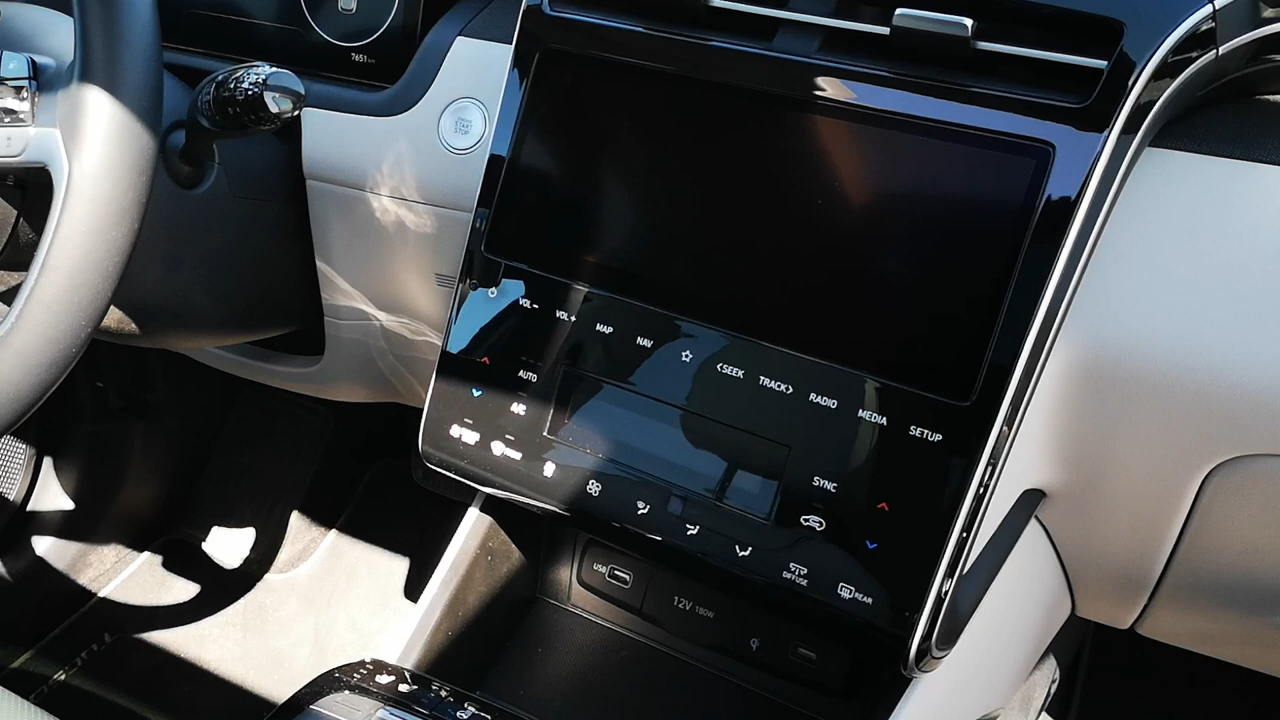 7651 km
ENGINE
START
STOP
VOL- VOL+ MAP NAV ☆ <SEEK TRACK> RADIO MEDIA SETUP
AUTO
A/C
SYNC
DIFFUSE
REAR
USB
12V 180W